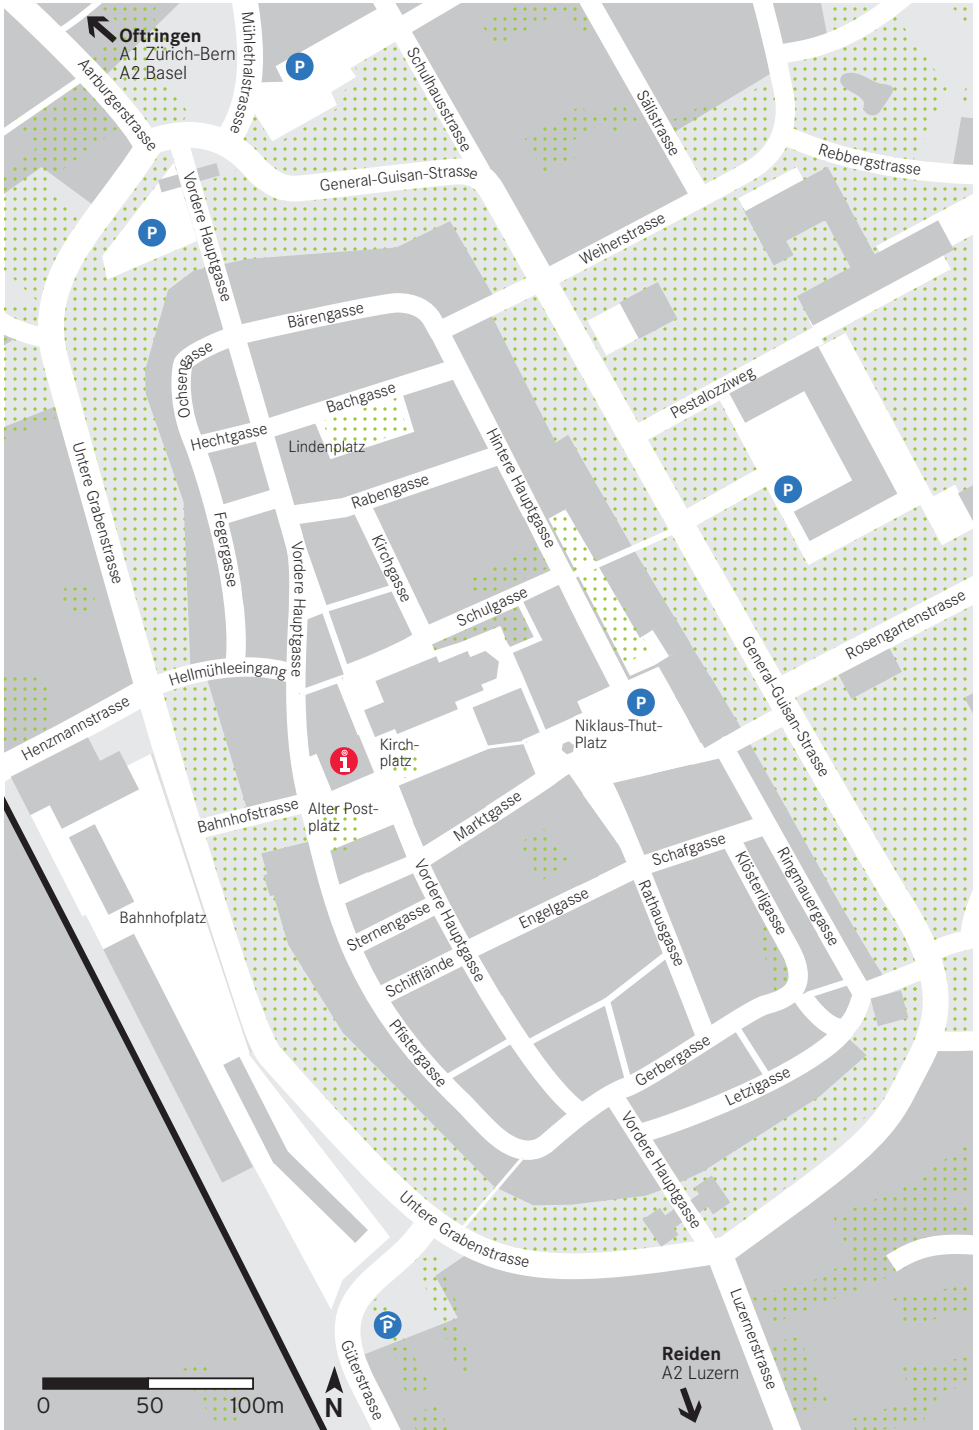 Oftringen
A1 Zürich-Bern
A2 Basel
Aarburgerstrasse
Mühlethalstrassse
P
Schulhausstrasse
Sälistrasse
Rebbergstrasse
General-Guisan-Strasse
Vordere Hauptgasse
P
Weiherstrasse
Bärengasse
Ochsengasse
Bachgasse
Pestalozziweg
Hechtgasse
Lindenplatz
Hintere Hauptgasse
Untere Grabenstrasse
Rabengasse
P
Fegergasse
Vordere Hauptgasse
Kirchgasse
Schulgasse
Rosengartenstrasse
General-Guisan-Strasse
Hellmühleeingang
Henzmannstrasse
P
Niklaus-Thut-
Platz
i
Kirch-
platz
Bahnhofstrasse
Alter Post-
platz
Marktgasse
Schafgasse
Klösterligasse
Ringmauergasse
Vordere Hauptgasse
Rathausgasse
Engelgasse
Sternengasse
Bahnhofplatz
Schifflände
Pfistergasse
Gerbergasse
Letzigasse
Vordere Hauptgasse
Untere Grabenstrasse
P
Güterstrasse
Luzernerstrasse
Reiden
A2 Luzern
0 50 100m
N